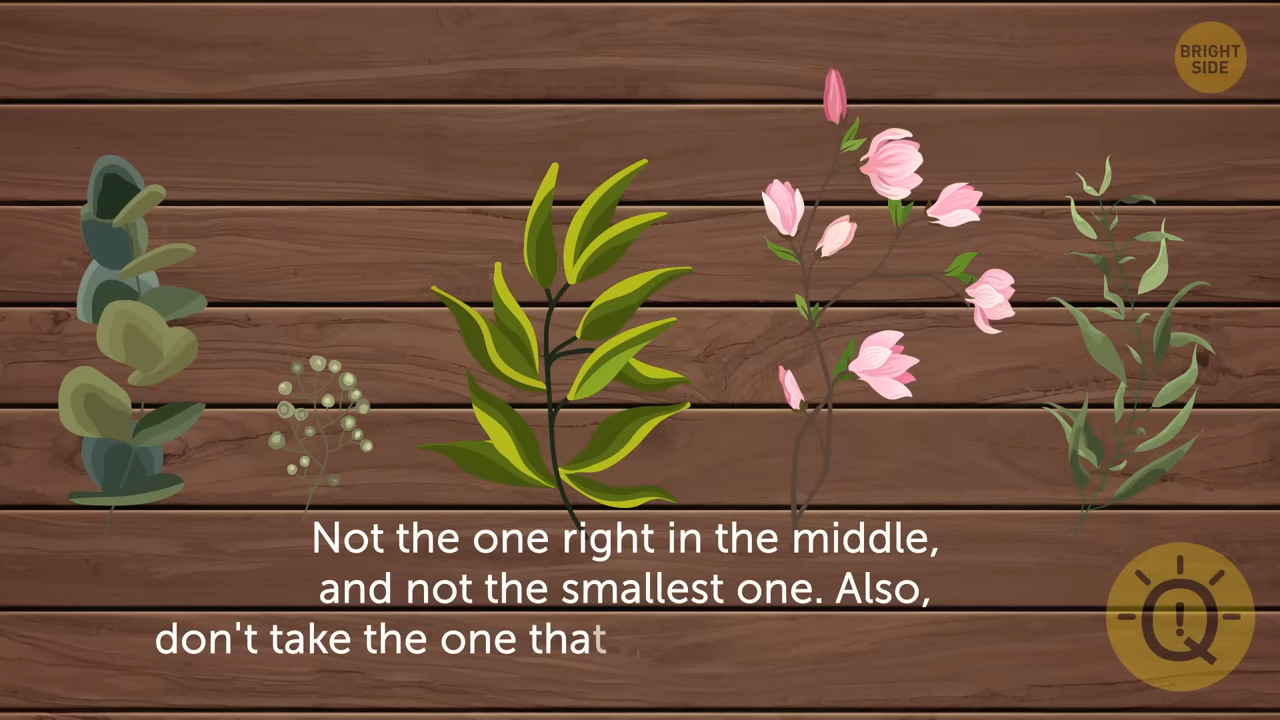 BRIGHT
SIDE
Not the one right in the middle,
and not the smallest one. Also,
don't take the one that
Q